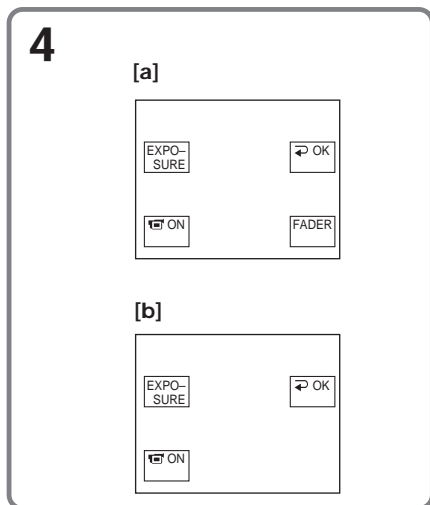 4
[a]
EXPO–
SURE
OK
ON
FADER
[b]
EXPO–
SURE
OK
ON